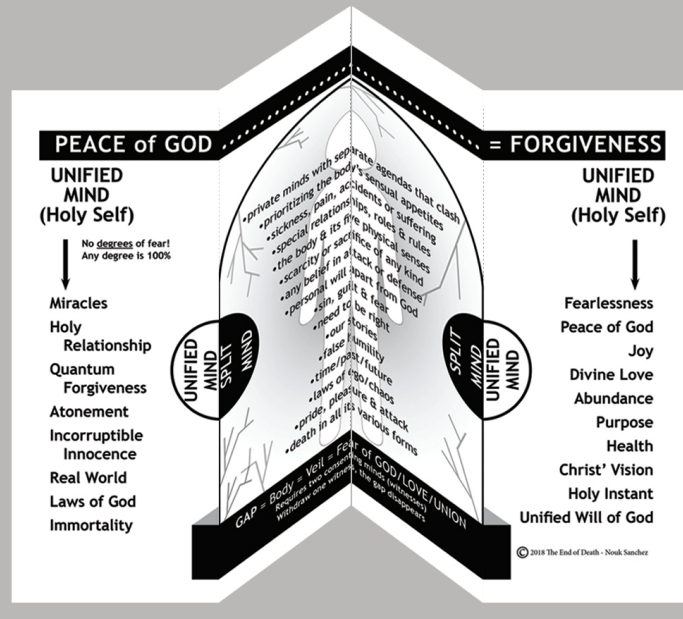 PEACE of GOD
= FORGIVENESS
UNIFIED
MIND
(Holy Self)
No degrees of fear!
Any degree is 100%
Miracles
Holy
Relationship
Quantum
Forgiveness
Atonement
Incorruptible
Innocence
Real World
Laws of God
Immortality
UNIFIED
MIND
SPLIT
MIND
•private minds with separate agendas that clash
•prioritizing the body's sensual appetites
•sickness, pain, accidents or suffering
•special relationships, roles & rules
•the body & its five physical senses
•scarcity or sacrifice of any kind
•any belief in attack or defense
•personal will apart from God
•sin, guilt & fear
•need to be right
•our stories
•false humility
•time/past/future
•laws of ego/chaos
•pride, pleasure & attack
•death in all its various forms
GAP = Body = Veil = Fear of GOD/LOVE/UNION
Requires two consenting minds (witnesses)
Withdraw one witness, the gap disappears
SPLIT
MIND
UNIFIED
MIND
UNIFIED
MIND
(Holy Self)
Fearlessness
Peace of God
Joy
Divine Love
Abundance
Purpose
Health
Christ' Vision
Holy Instant
Unified Will of God
© 2018 The End of Death - Nouk Sanchez